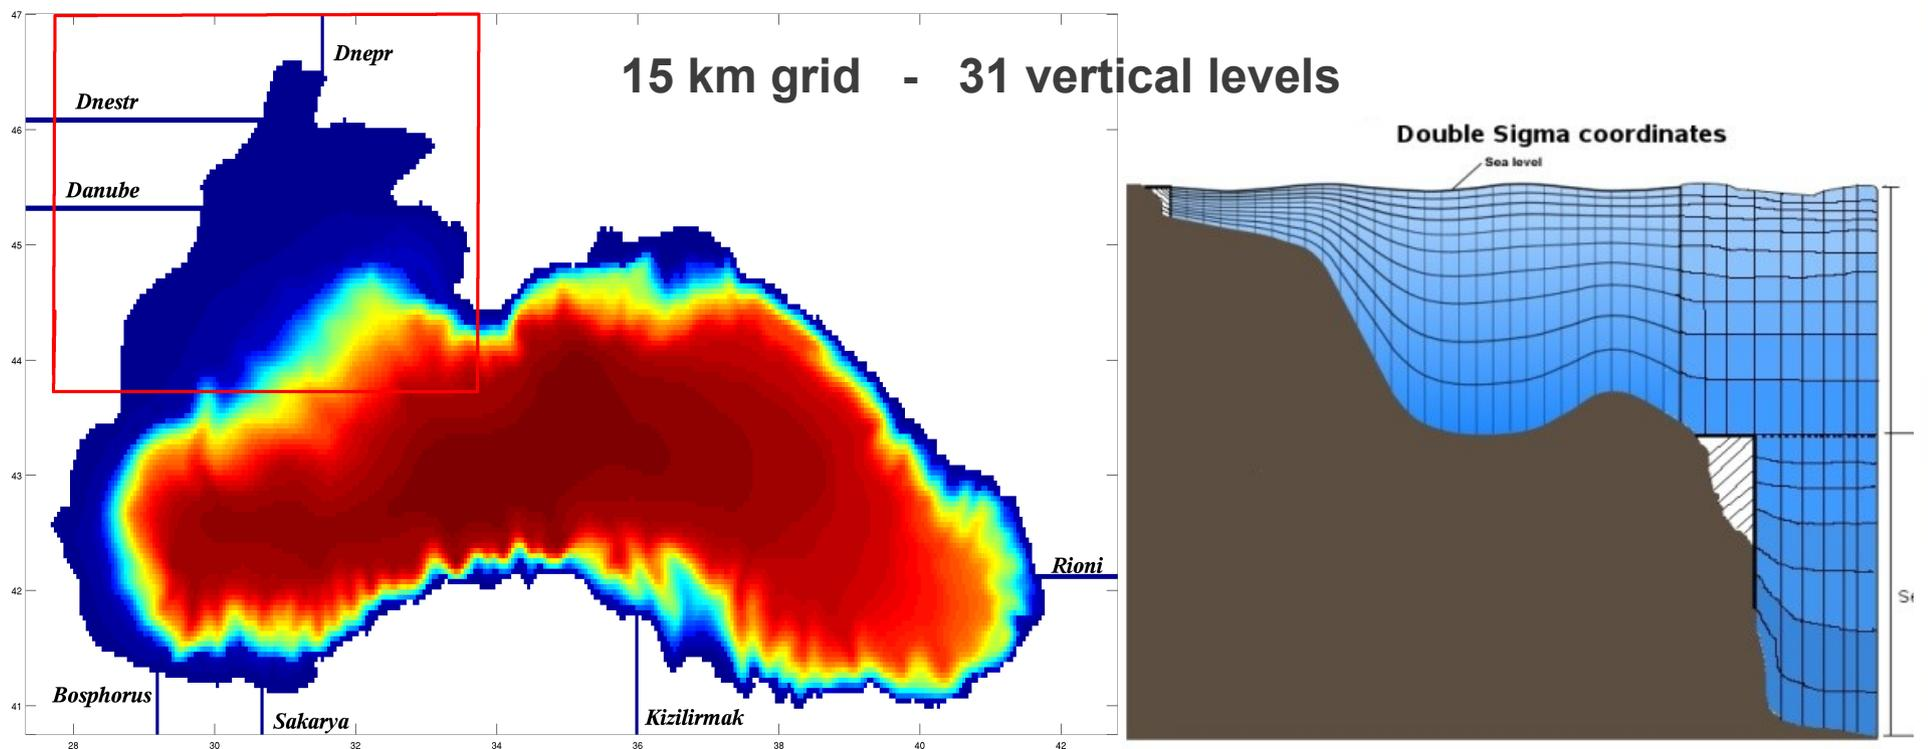 15 km grid - 31 vertical levels
47
46
45
44
43
42
41
28
30
32
34
36
38
40
42
Dnepr
Dnestr
Danube
Rioni
Bosphorus
Sakarya
Kizilirmak
Double Sigma coordinates
Sea level